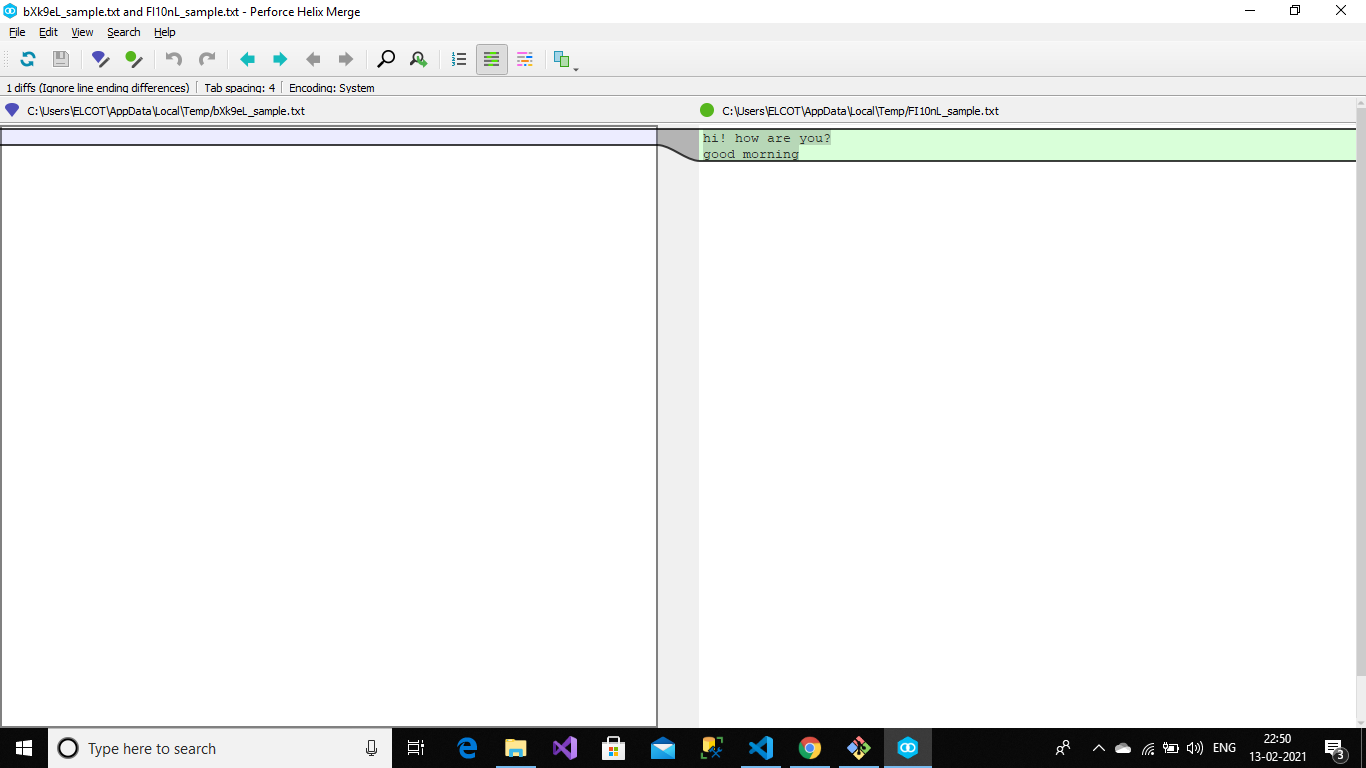 bXk9eL_sample.txt and FI10nL_sample.txt - Perforce Helix Merge
File Edit View Search Help
1 diffs (Ignore line ending differences) Tab spacing: 4 Encoding: System
C:\Users\ELCOT\AppData\Local\Temp/bXk9eL_sample.txt
C:\Users\ELCOT\AppData\Local\Temp/FI10nL_sample.txt
hi! how are you?
good morning
Type here to search
ENG
22:50
13-02-2021
3